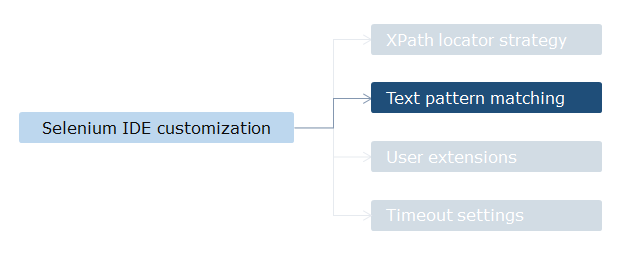 XPath locator strategy
Text pattern matching
Selenium IDE customization
User extensions
Timeout settings